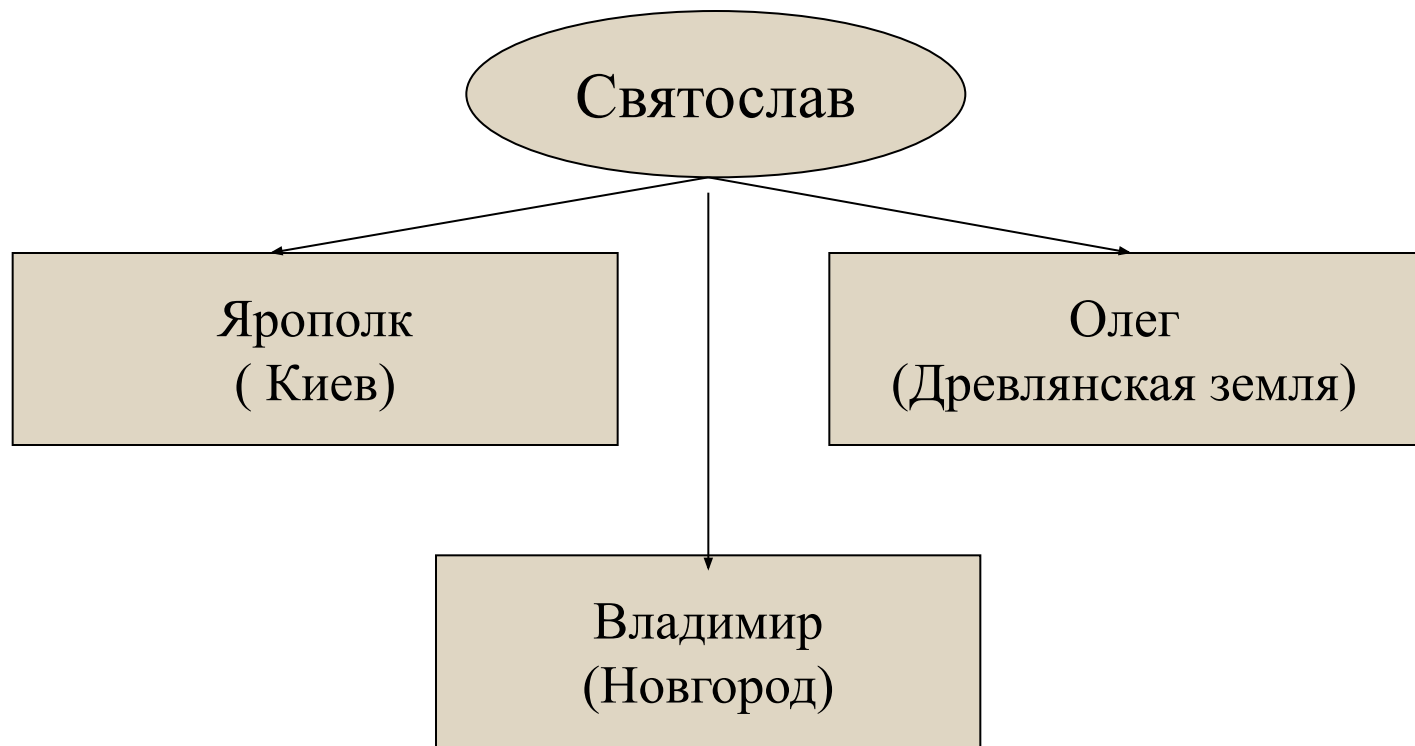 Святослав
Ярополк
( Киев)
Олег
(Древлянская земля)
Владимир
(Новгород)